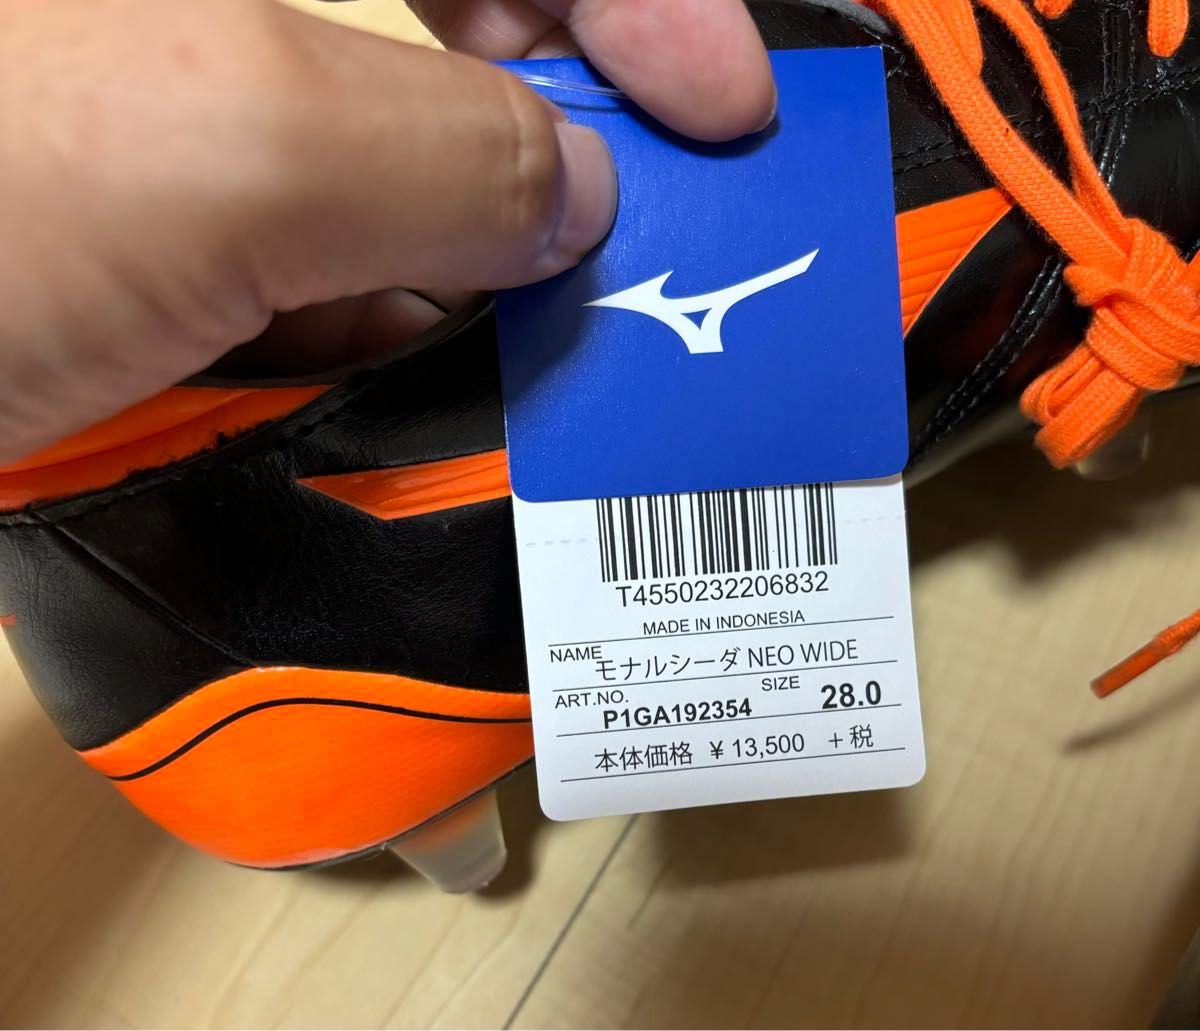 T4550232206832
MADE IN INDONESIA
NAME モナルシーダ NEO WIDE
ART.NO. P1GA192354 SIZE 28.0
本体価格 ¥ 13,500 +税